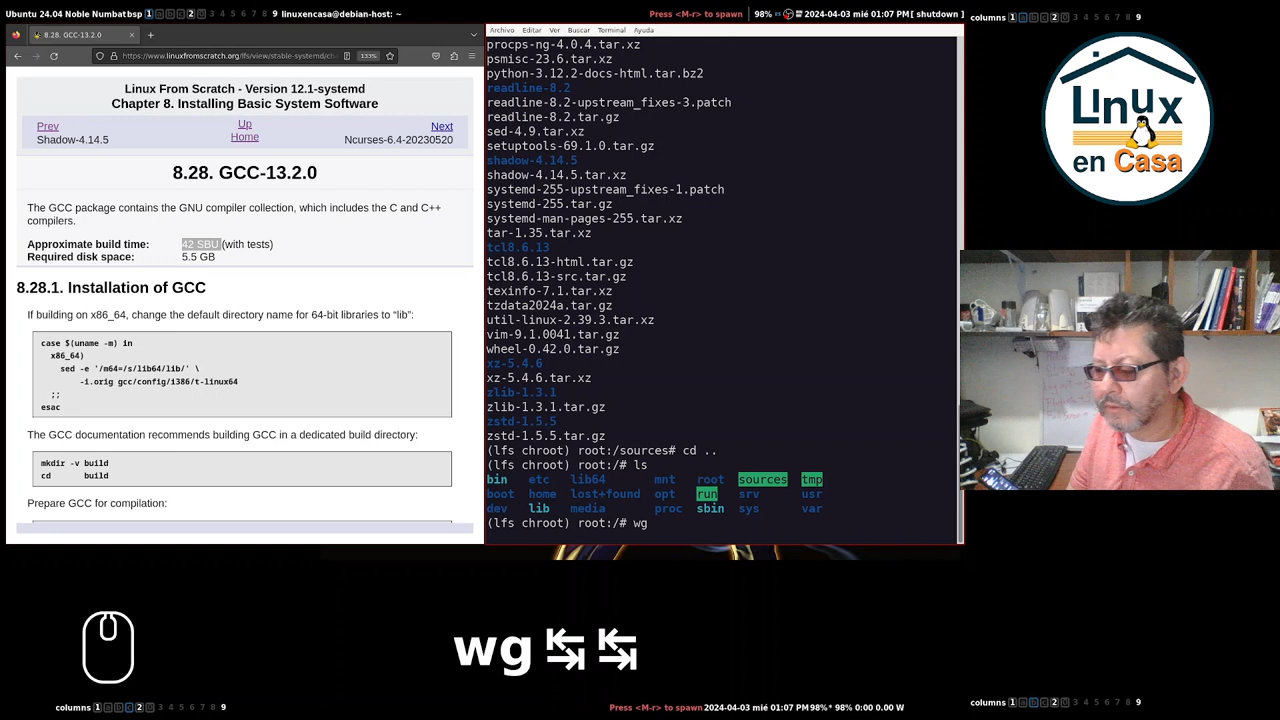 Ubuntu 24.04 Noble Numbat bsp 1 a b c 2 0 3 4 5 6 7 8 9 linuxencasa@debian-host: ~
Press <M-r> to spawn 98% 2024-04-03 mié 01:07 PM [ shutdown ]
columns 1 a b c 2 0 3 4 5 6 7 8 9
8.28. GCC-13.2.0
https://www.linuxfromscratch.org/lfs/view/stable-systemd/ch
133%
Linux From Scratch - Version 12.1-systemd
Chapter 8. Installing Basic System Software
Prev
Up
Next
Shadow-4.14.5
Home
Ncurses-6.4-20230520
8.28. GCC-13.2.0
The GCC package contains the GNU compiler collection, which includes the C and C++
compilers.
Approximate build time: 42 SBU (with tests)
Required disk space: 5.5 GB
8.28.1. Installation of GCC
If building on x86_64, change the default directory name for 64-bit libraries to “lib”:
case $(uname -m) in
x86_64)
sed -e '/m64=/s/lib64/lib/' \
-i.orig gcc/config/i386/t-linux64
;;
esac
The GCC documentation recommends building GCC in a dedicated build directory:
mkdir -v build
cd build
Prepare GCC for compilation:
Archivo Editar Ver Buscar Terminal Ayuda
procps-ng-4.0.4.tar.xz
psmisc-23.6.tar.xz
python-3.12.2-docs-html.tar.bz2
readline-8.2
readline-8.2-upstream_fixes-3.patch
readline-8.2.tar.gz
sed-4.9.tar.xz
setuptools-69.1.0.tar.gz
shadow-4.14.5
shadow-4.14.5.tar.xz
systemd-255-upstream_fixes-1.patch
systemd-255.tar.gz
systemd-man-pages-255.tar.xz
tar-1.35.tar.xz
tcl8.6.13
tcl8.6.13-html.tar.gz
tcl8.6.13-src.tar.gz
texinfo-7.1.tar.xz
tzdata2024a.tar.gz
util-linux-2.39.3.tar.xz
vim-9.1.0041.tar.gz
wheel-0.42.0.tar.gz
xz-5.4.6
xz-5.4.6.tar.xz
zlib-1.3.1
zlib-1.3.1.tar.gz
zstd-1.5.5
zstd-1.5.5.tar.gz
(lfs chroot) root:/sources# cd ..
(lfs chroot) root:/# ls
bin etc lib64 mnt root sources tmp
boot home lost+found opt run srv usr
dev lib media proc sbin sys var
(lfs chroot) root:/# wg
Linux
en Casa
wg
columns 1 a b c 2 0 3 4 5 6 7 8 9
Press <M-r> to spawn 2024-04-03 mié 01:07 PM 98%* 98% 0:00 0.00 W
columns 1 a b c 2 0 3 4 5 6 7 8 9